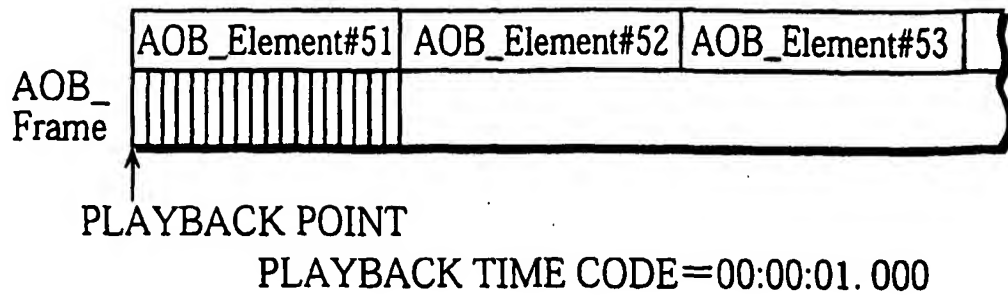 AOB_Element#51 AOB_Element#52 AOB_Element#53
AOB_
Frame
PLAYBACK POINT
PLAYBACK TIME CODE=00:00:01.000